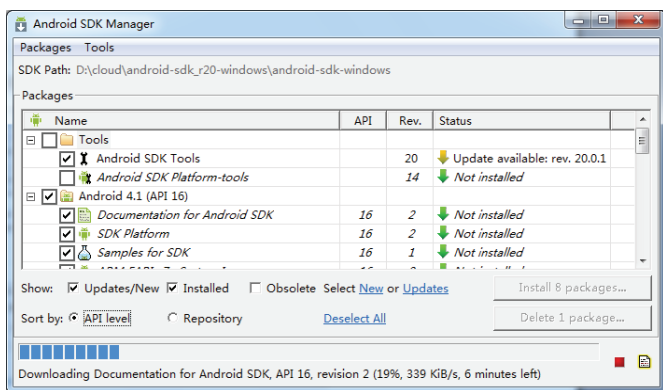 Android SDK Manager
Packages Tools
SDK Path: D:\cloud\android-sdk_r20-windows\android-sdk-windows
Packages
Name API Rev. Status
Tools
Android SDK Tools 20 Update available: rev. 20.0.1
Android SDK Platform-tools 14 Not installed
Android 4.1 (API 16)
Documentation for Android SDK 16 2 Not installed
SDK Platform 16 2 Not installed
Samples for SDK 16 1 Not installed
Show: Updates/New Installed Obsolete Select New or Updates Install 8 packages...
Sort by: API level Repository Deselect All Delete 1 package...
Downloading Documentation for Android SDK, API 16, revision 2 (19%, 339 KiB/s, 6 minutes left)